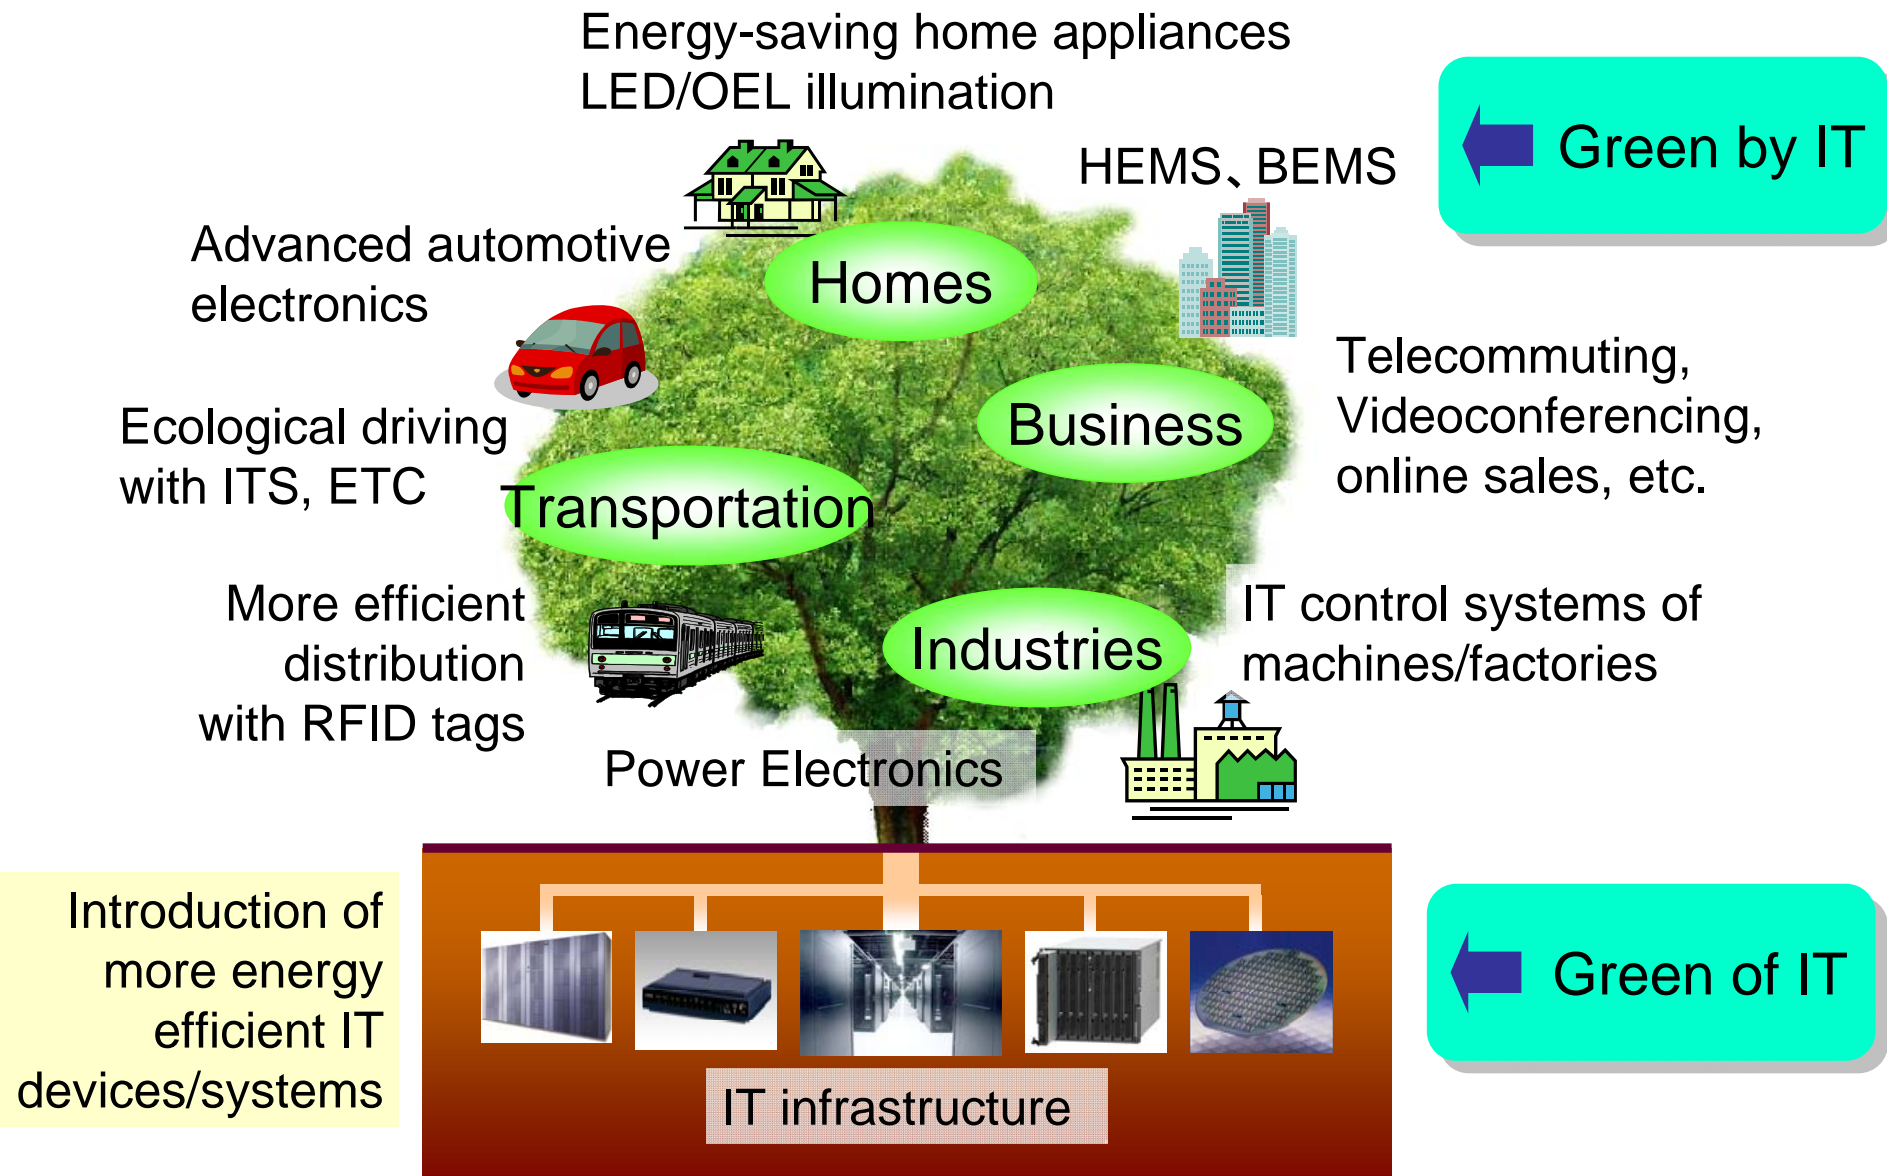 Energy-saving home appliances
LED/OEL illumination
HEMS、BEMS
Green by IT
Advanced automotive
electronics
Homes
Telecommuting,
Videoconferencing,
online sales, etc.
Business
Ecological driving
with ITS, ETC
Transportation
More efficient
distribution
with RFID tags
Industries
IT control systems of
machines/factories
Power Electronics
Introduction of
more energy
efficient IT
devices/systems
Green of IT
IT infrastructure